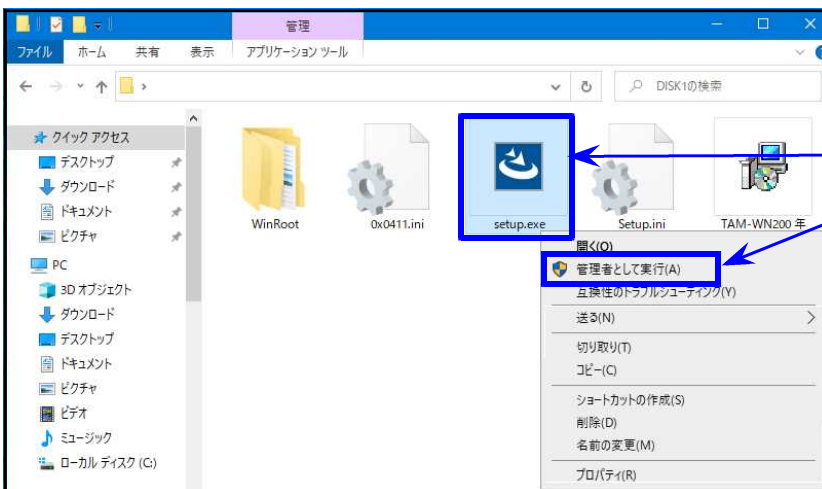 管理
ファイル ホーム 共有 表示 アプリケーション ツール
DISK1の検索
クイック アクセス
デスクトップ
ダウンロード
ドキュメント
ピクチャ
PC
3D オブジェクト
ダウンロード
デスクトップ
ドキュメント
ピクチャ
ビデオ
ミュージック
ローカル ディスク (C:)
WinRoot 0x0411.ini setup.exe Setup.ini TAM-WN200 年
開く(O)
管理者として実行(A)
互換性のトラブルシューティング(Y)
送る(N)
切り取り(T)
コピー(C)
ショートカットの作成(S)
削除(D)
名前の変更(M)
プロパティ(R)